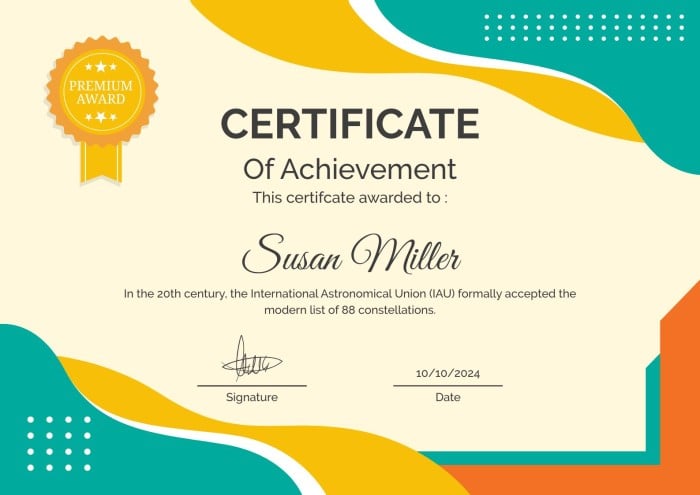 PREMIUM
AWARD
CERTIFICATE
Of Achievement
This certifcate awarded to :
Susan Miller
In the 20th century, the International Astronomical Union (IAU) formally accepted the
modern list of 88 constellations.
10/10/2024
Signature
Date